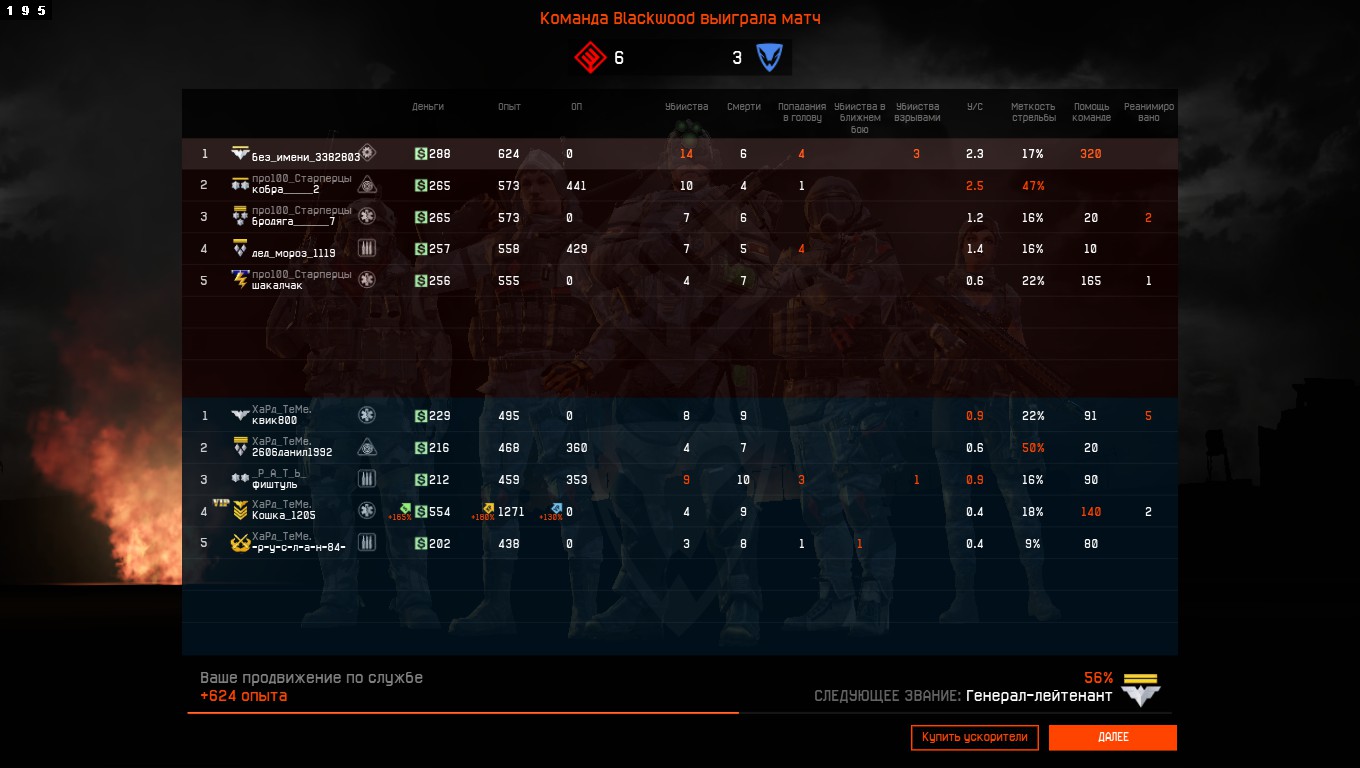 1 9 5
Команда Blackwood выиграла матч
6 3
Деньги Опыт ОП Убийства Смерти Попадания в голову Убийства в ближнем бою Убийства взрывами У/С Меткость стрельбы Помощь команде Реанимировано
1 без_имени_3382803 $288 624 0 14 6 4 3 2.3 17% 320
про100_Старперцы
2 кобра_____2 $265 573 441 10 4 1 2.5 47%
про100_Старперцы
3 бродяга______7 $265 573 0 7 6 1.2 16% 20 2
4 дед_мороз_1119 $257 558 429 7 5 4 1.4 16% 10
про100_Старперцы
5 шакалчак $256 555 0 4 7 0.6 22% 165 1
ХаРд_ТеМе.
1 квик800 $229 495 0 8 9 0.9 22% 91 5
ХаРд_ТеМе.
2 2606данил1992 $216 468 360 4 7 0.6 50% 20
_Р_А_Т_Ь_
3 фиштуль $212 459 353 9 10 3 1 0.9 16% 90
VIP ХаРд_ТеМе.
4 Кошка_1205 +165% $554 +180% 1271 +130% 0 4 9 0.4 18% 140 2
ХаРд_ТеМе.
5 -р-у-с-л-а-н-84- $202 438 0 3 8 1 1 0.4 9% 80
Ваше продвижение по службе
+624 опыта
56%
СЛЕДУЮЩЕЕ ЗВАНИЕ: Генерал-лейтенант
Купить ускорители
ДАЛЕЕ